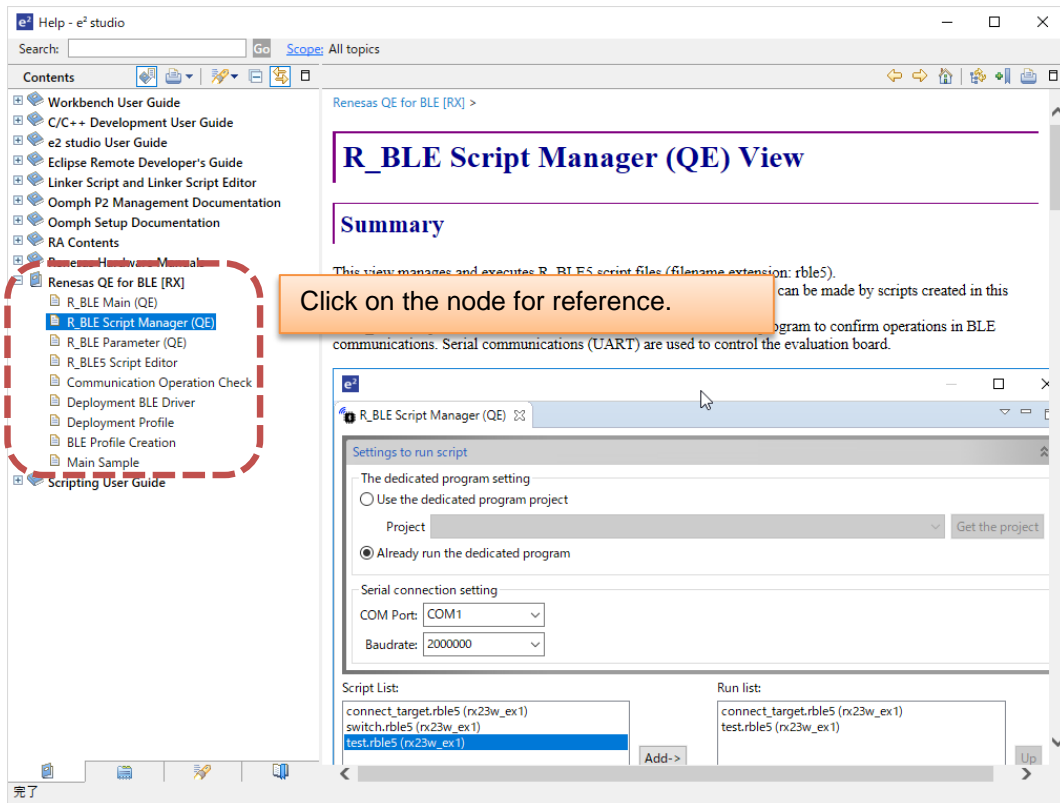 e² Help - e² studio
Search: Go Scope: All topics
Contents
Workbench User Guide
C/C++ Development User Guide
e2 studio User Guide
Eclipse Remote Developer's Guide
Linker Script and Linker Script Editor
Oomph P2 Management Documentation
Oomph Setup Documentation
RA Contents
Renesas Hardware Manuals
Renesas QE for BLE [RX]
R_BLE Main (QE)
R_BLE Script Manager (QE)
R_BLE Parameter (QE)
R_BLE5 Script Editor
Communication Operation Check
Deployment BLE Driver
Deployment Profile
BLE Profile Creation
Main Sample
Scripting User Guide
完了
Renesas QE for BLE [RX] >
R_BLE Script Manager (QE) View
Summary
This view manages and executes R_BLE5 script files (filename extension: rble5).
Click on the node for reference.
can be made by scripts created in this
program to confirm operations in BLE
communications. Serial communications (UART) are used to control the evaluation board.
e²
R_BLE Script Manager (QE)
Settings to run script
The dedicated program setting
Use the dedicated program project
Project Get the project
Already run the dedicated program
Serial connection setting
COM Port: COM1
Baudrate: 2000000
Script List: Run list:
connect_target.rble5 (rx23w_ex1) connect_target.rble5 (rx23w_ex1)
switch.rble5 (rx23w_ex1) test.rble5 (rx23w_ex1)
test.rble5 (rx23w_ex1)
Add-> Up